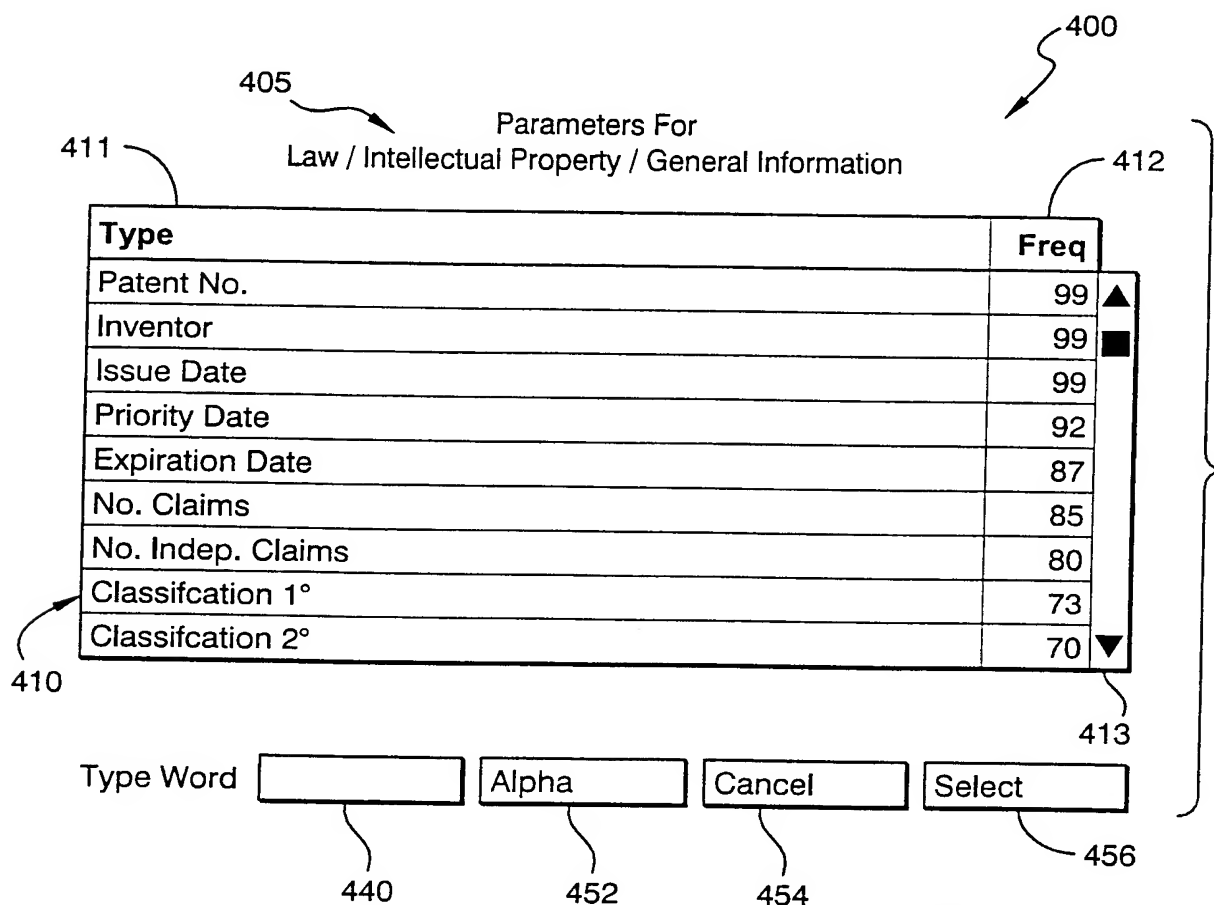 400
405
Parameters For
Law / Intellectual Property / General Information
411
412
Type Freq
Patent No. 99
Inventor 99
Issue Date 99
Priority Date 92
Expiration Date 87
No. Claims 85
No. Indep. Claims 80
Classifcation 1° 73
Classifcation 2° 70
410
413
Type Word Alpha Cancel Select
440 452 454 456